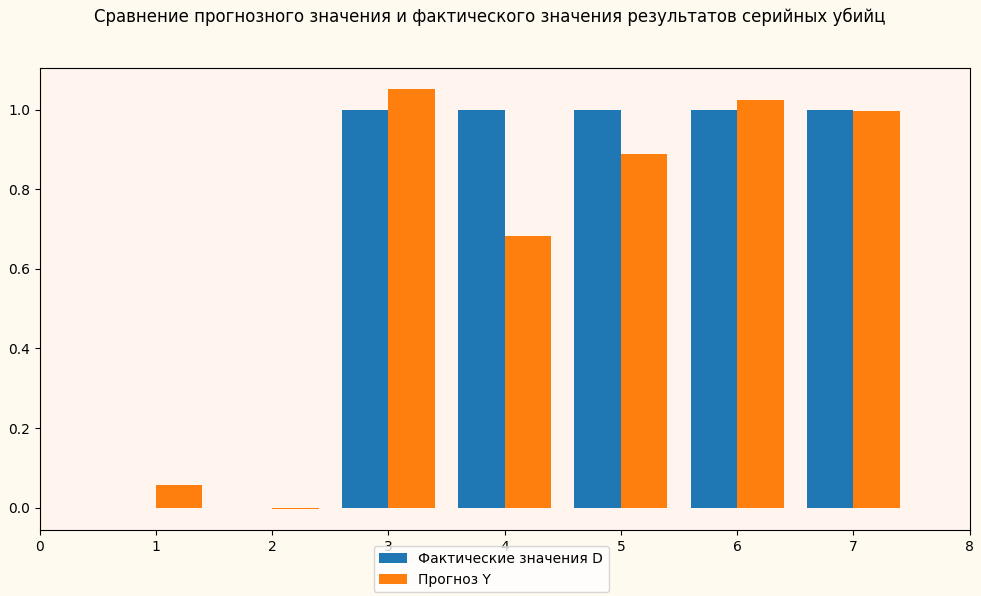 Сравнение прогнозного значения и фактического значения результатов серийных убийц
1.0
0.8
0.6
0.4
0.2
0.0
0 1 2 3 4 5 6 7 8
Фактические значения D
Прогноз Y